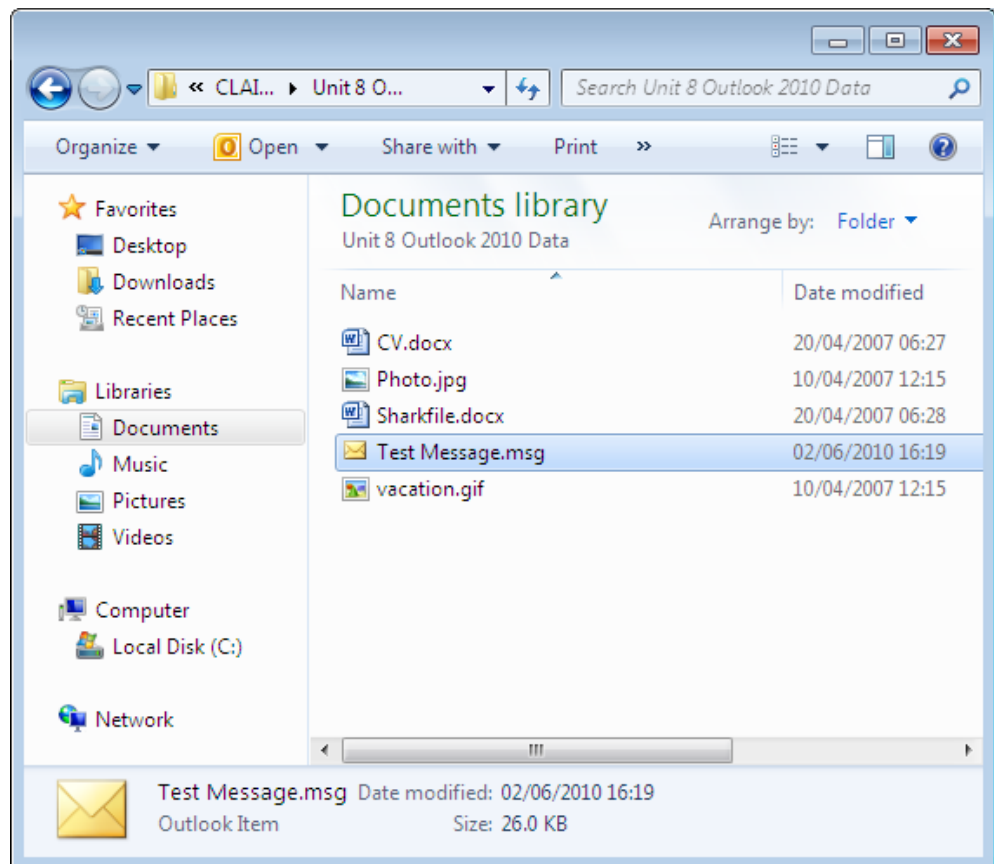 « CLAI... Unit 8 O... Search Unit 8 Outlook 2010 Data
Organize Open Share with Print »
Favorites
Desktop
Downloads
Recent Places
Libraries
Documents
Music
Pictures
Videos
Computer
Local Disk (C:)
Network
Documents library
Unit 8 Outlook 2010 Data
Arrange by: Folder
Name Date modified
CV.docx 20/04/2007 06:27
Photo.jpg 10/04/2007 12:15
Sharkfile.docx 20/04/2007 06:28
Test Message.msg 02/06/2010 16:19
vacation.gif 10/04/2007 12:15
Test Message.msg Date modified: 02/06/2010 16:19
Outlook Item Size: 26.0 KB